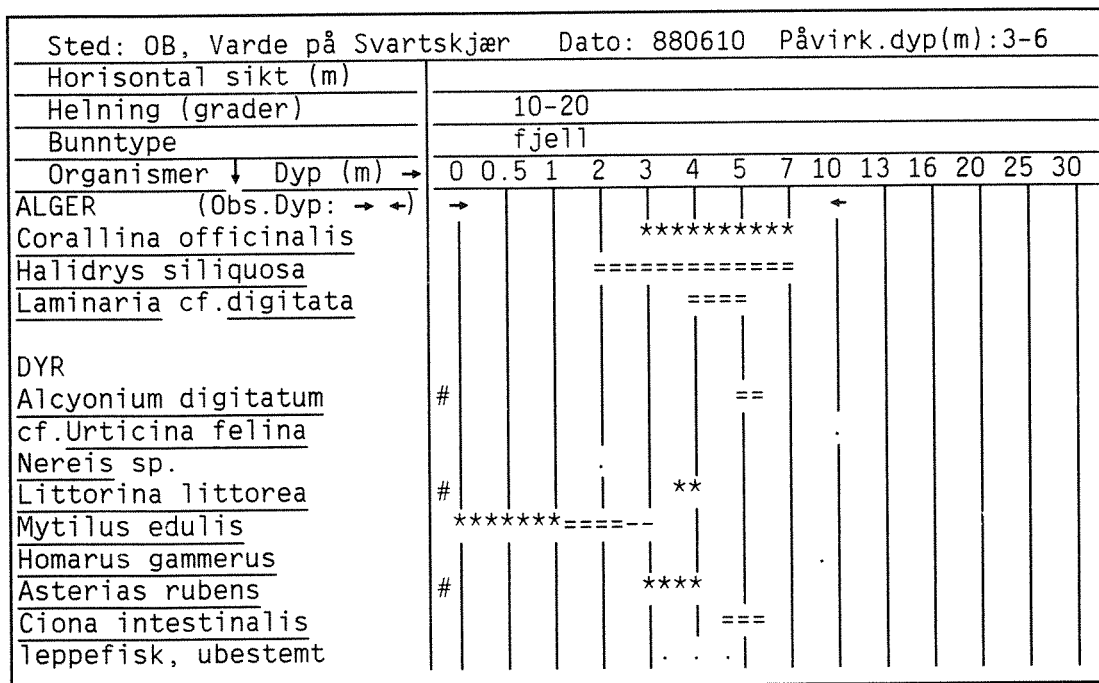 Sted: OB, Varde på Svartskjær Dato: 880610 Påvirk.dyp(m):3-6
Horisontal sikt (m)
Helning (grader) 10-20
Bunntype fjell
Organismer ↓ Dyp (m) → 0 0.5 1 2 3 4 5 7 10 13 16 20 25 30
ALGER (Obs.Dyp: → ←) → ←
Corallina officinalis **********
Halidrys siliquosa =============
Laminaria cf.digitata ====
DYR
Alcyonium digitatum # ==
cf.Urticina felina .
Nereis sp. .
Littorina littorea # **
Mytilus edulis *******====--
Homarus gammerus .
Asterias rubens # ****
Ciona intestinalis ===
leppefisk, ubestemt . . .